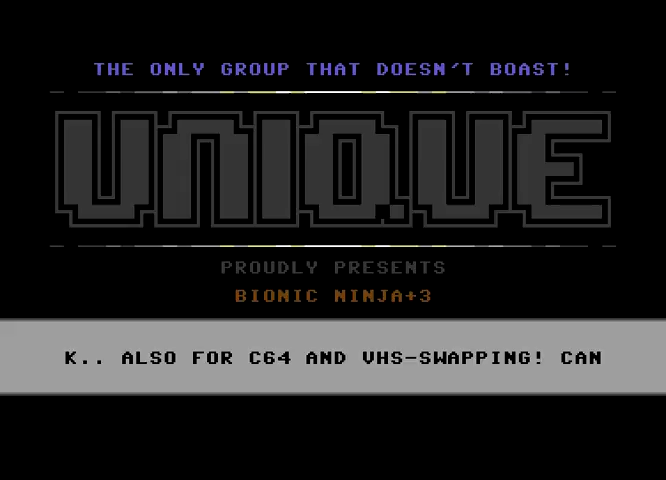 THE ONLY GROUP THAT DOESN'T BOAST!
UNIQUE
PROUDLY PRESENTS
BIONIC NINJA+3
K.. ALSO FOR C64 AND VHS-SWAPPING! CAN